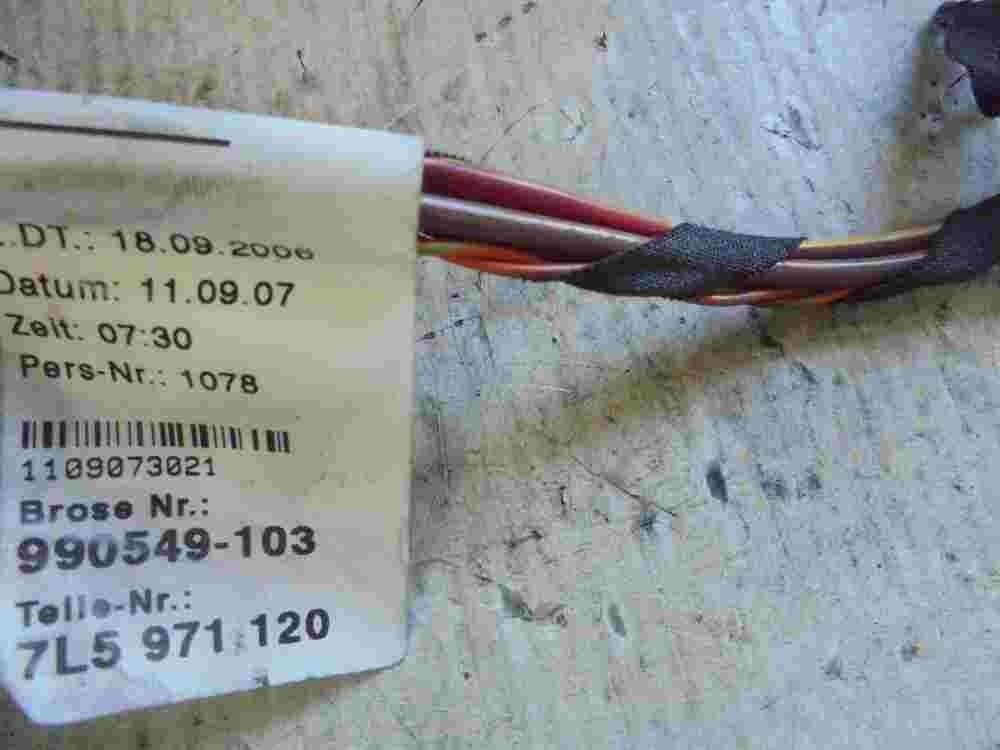 .DT.: 18.09.2006
Datum: 11.09.07
Zeit: 07:30
Pers-Nr.: 1078
1109073021
Brose Nr.:
990549-103
Teile-Nr.:
7L5 971 120